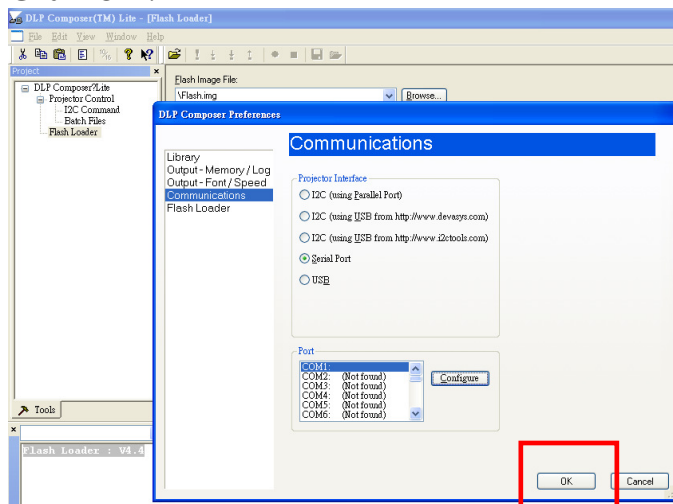 DLP Composer(TM) Lite - [Flash Loader]
File Edit View Window Help
Project
Flash Image File:
\Flash.img
Browse...
DLP Composer?Lite
Projector Control
I2C Command
Batch Files
Flash Loader
DLP Composer Preferences
Communications
Library
Output - Memory / Log
Output - Font / Speed
Communications
Flash Loader
Projector Interface
I2C (using Parallel Port)
I2C (using USB from http://www.devasys.com)
I2C (using USB from http://www.i2ctools.com)
Serial Port
USB
Port
COM1:
COM2: (Not found)
COM3: (Not found)
COM4: (Not found)
COM5: (Not found)
COM6: (Not found)
Configure
Tools
Flash Loader : V4.4
OK
Cancel